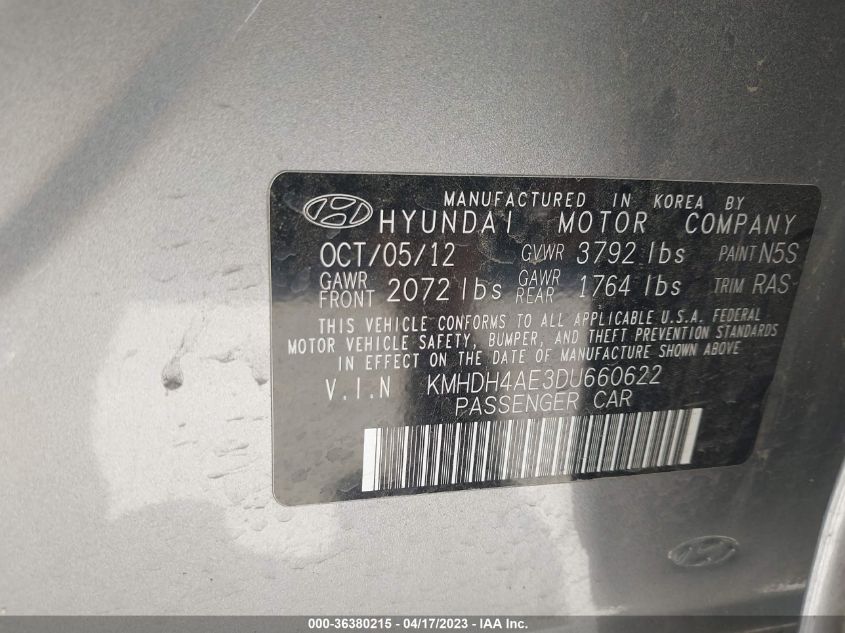 MANUFACTURED IN KOREA BY
HYUNDAI MOTOR COMPANY
OCT/05/12 GVWR 3792 lbs PAINT N5S
GAWR FRONT 2072 lbs GAWR REAR 1764 lbs TRIM RAS
THIS VEHICLE CONFORMS TO ALL APPLICABLE U.S.A. FEDERAL
MOTOR VEHICLE SAFETY, BUMPER, AND THEFT PREVENTION STANDARDS
IN EFFECT ON THE DATE OF MANUFACTURE SHOWN ABOVE
V.I.N KMHDH4AE3DU660622
PASSENGER CAR
000-36380215 - 04/17/2023 - IAA Inc.